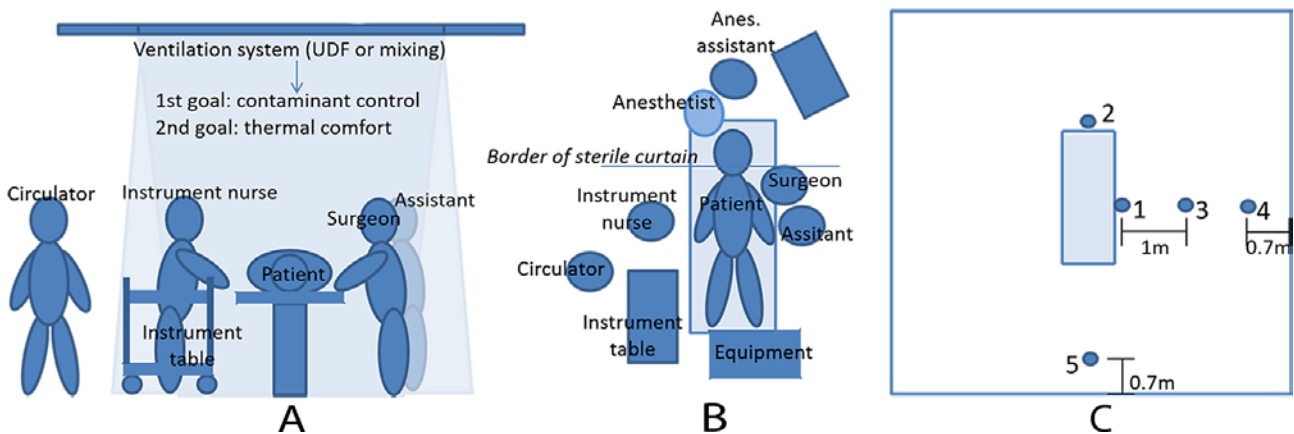 Ventilation system (UDF or mixing)
1st goal: contaminant control
2nd goal: thermal comfort
Circulator
Instrument nurse
Assistant
Surgeon
Patient
Instrument
table
A
Anes.
assistant
Anesthetist
Border of sterile curtain
Surgeon
Instrument
nurse
Patient
Assitant
Circulator
Instrument
table
Equipment
B
2
1
3
4
1m
0.7m
5
0.7m
C